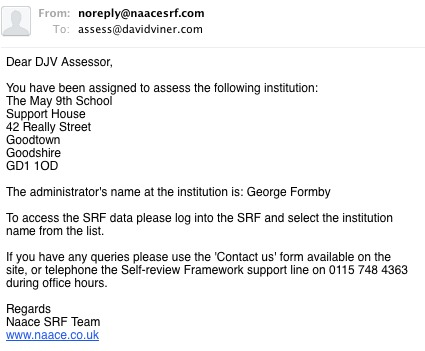 From: noreply@naacesrf.com
To: assess@davidviner.com
Dear DJV Assessor,
You have been assigned to assess the following institution:
The May 9th School
Support House
42 Really Street
Goodtown
Goodshire
GD1 1OD
The administrator's name at the institution is: George Formby
To access the SRF data please log into the SRF and select the institution
name from the list.
If you have any queries please use the 'Contact us' form available on the
site, or telephone the Self-review Framework support line on 0115 748 4363
during office hours.
Regards
Naace SRF Team
www.naace.co.uk